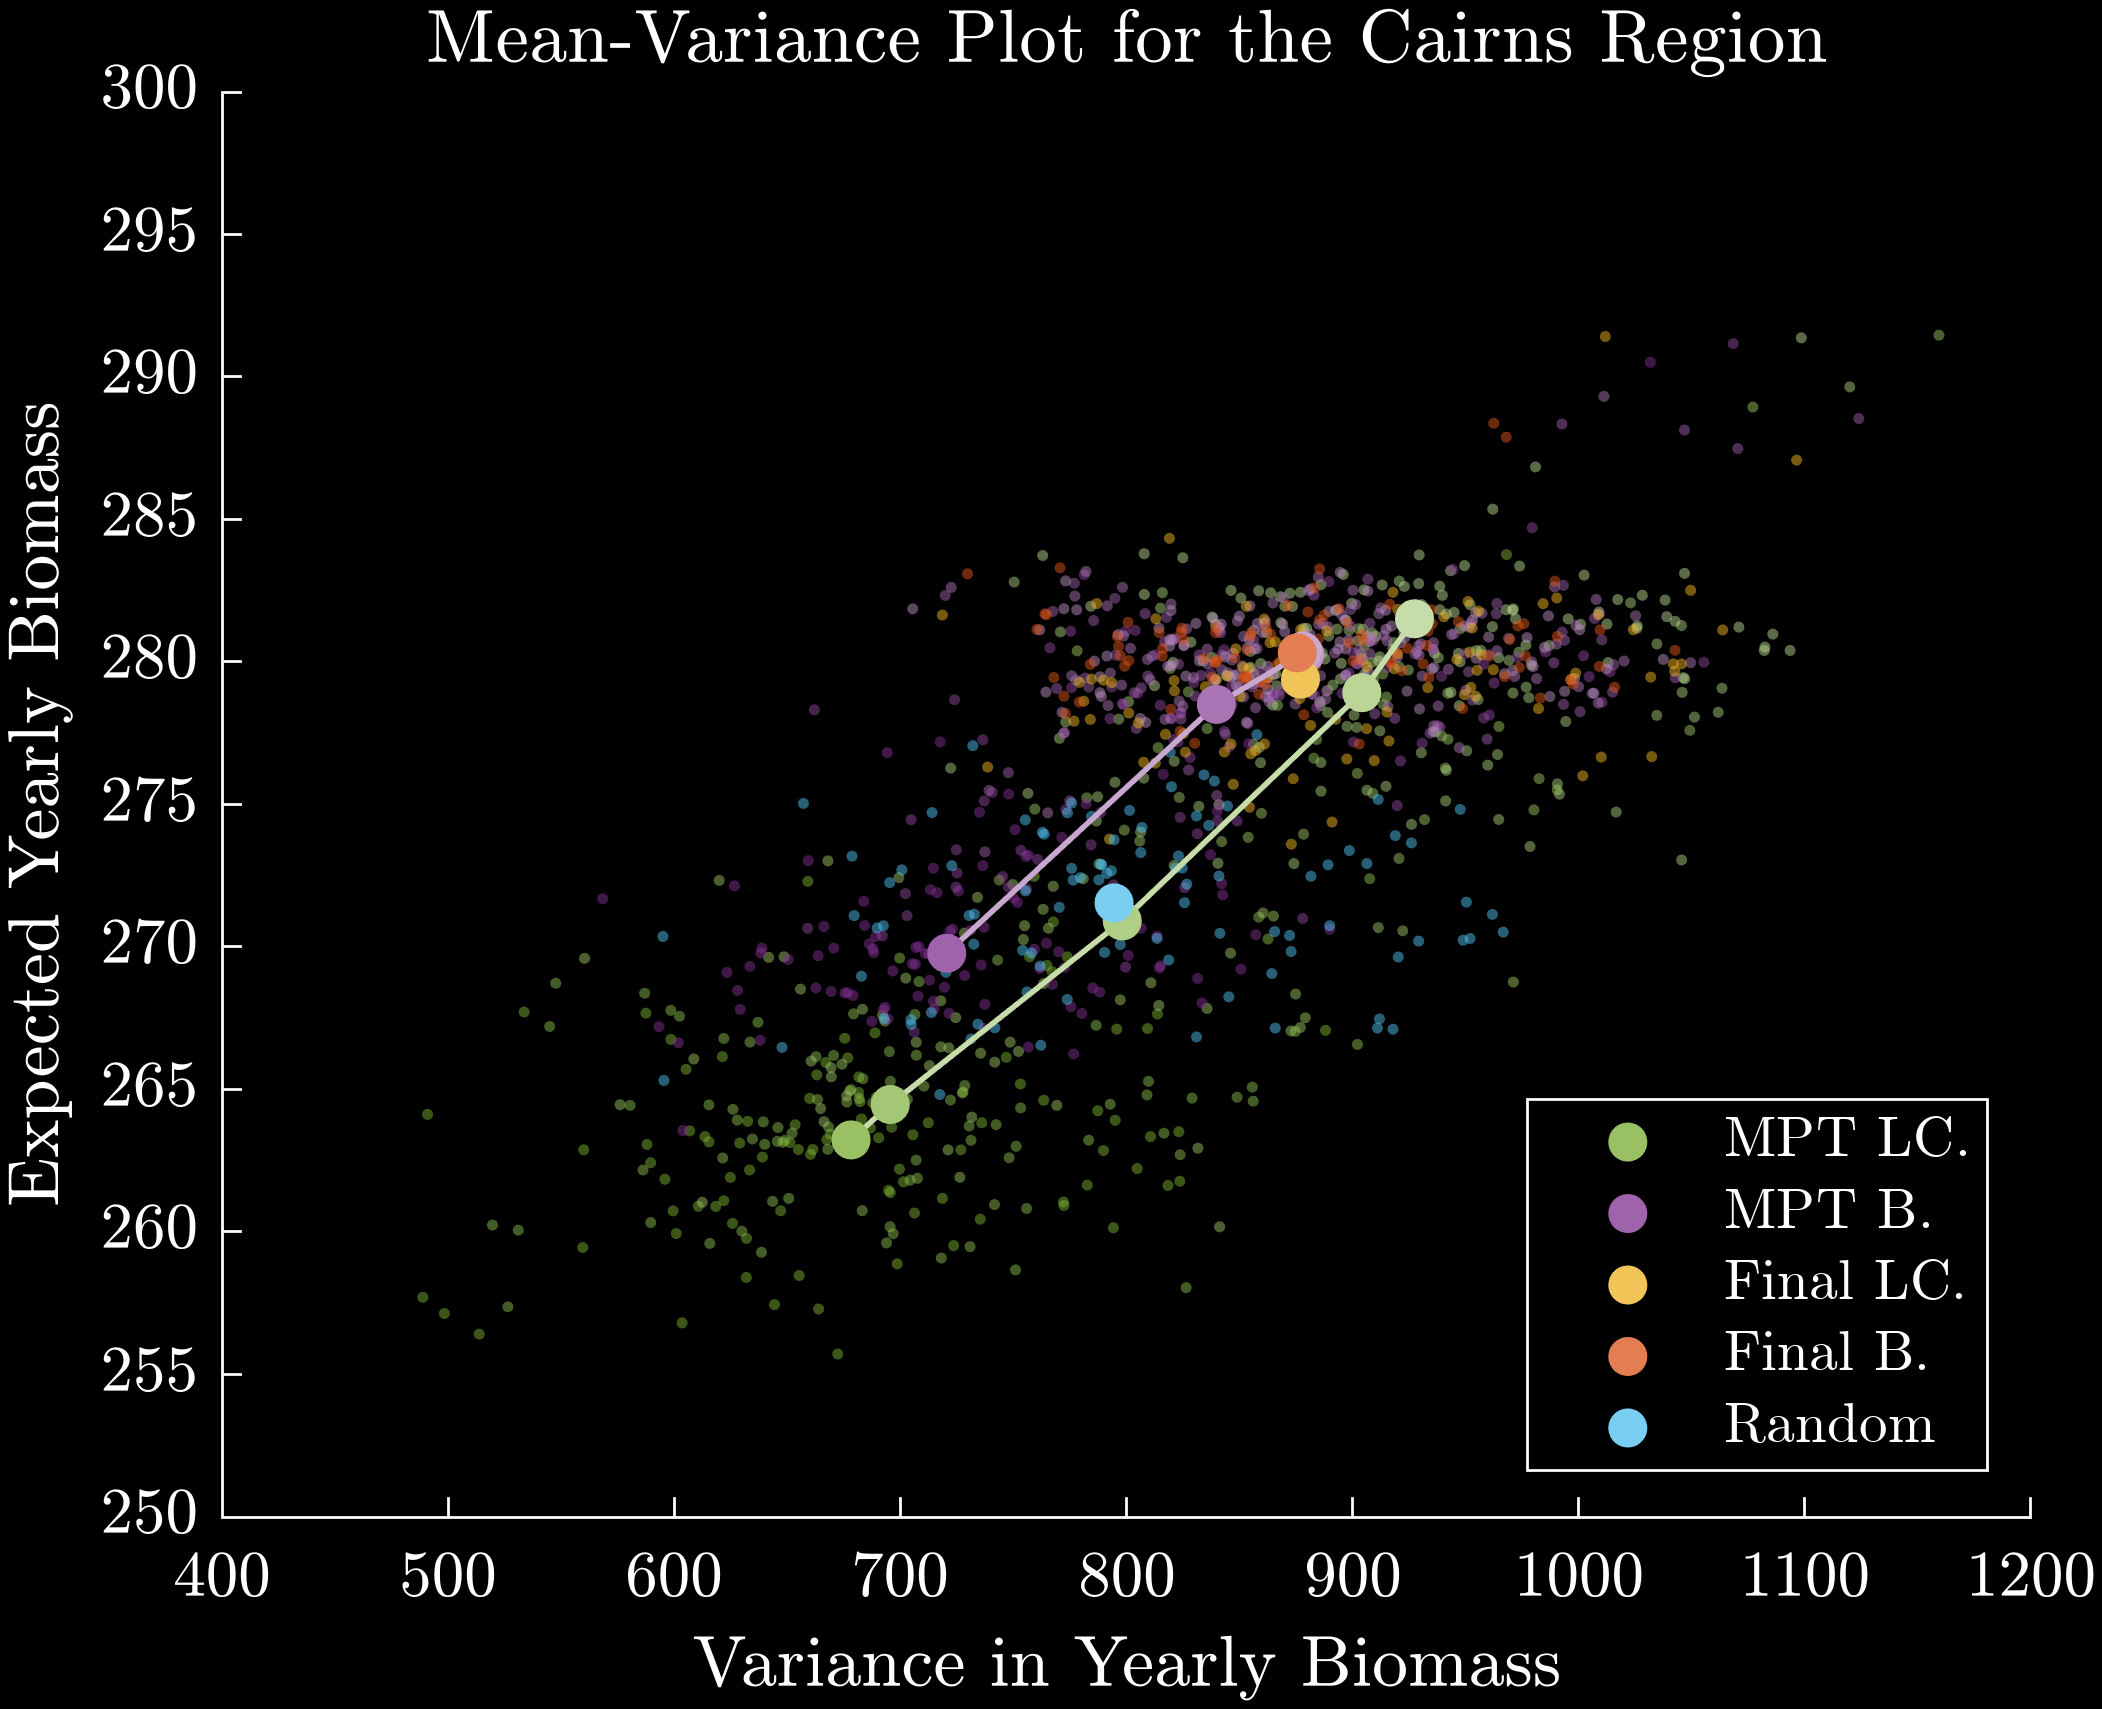 Mean-Variance Plot for the Cairns Region
Expected Yearly Biomass
300
295
290
285
280
275
270
265
260
255
250
MPT LC.
MPT B.
Final LC.
Final B.
Random
400 500 600 700 800 900 1000 1100 1200
Variance in Yearly Biomass